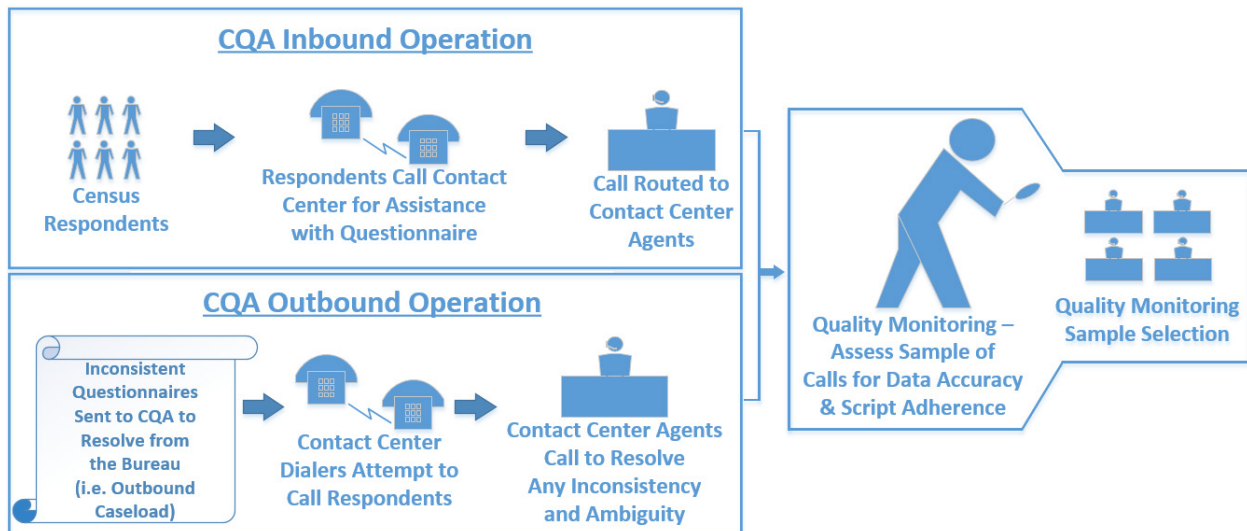 CQA Inbound Operation
Census
Respondents
Respondents Call Contact
Center for Assistance
with Questionnaire
Call Routed to
Contact Center
Agents
CQA Outbound Operation
Inconsistent
Questionnaires
Sent to CQA to
Resolve from
the Bureau
(i.e. Outbound
Caseload)
Contact Center
Dialers Attempt to
Call Respondents
Contact Center Agents
Call to Resolve
Any Inconsistency
and Ambiguity
Quality Monitoring –
Assess Sample of
Calls for Data Accuracy
& Script Adherence
Quality Monitoring
Sample Selection